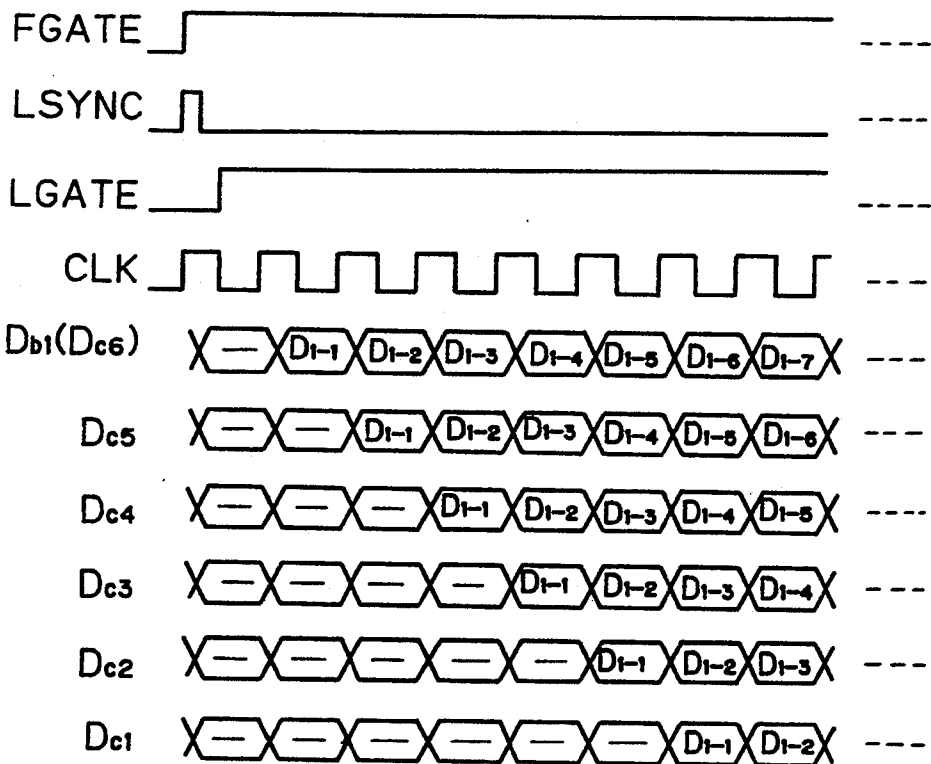 FGATE
LSYNC
LGATE
CLK
Db1(Dc6) — D1-1 D1-2 D1-3 D1-4 D1-5 D1-6 D1-7
Dc5 — — D1-1 D1-2 D1-3 D1-4 D1-5 D1-6
Dc4 — — — D1-1 D1-2 D1-3 D1-4 D1-5
Dc3 — — — — D1-1 D1-2 D1-3 D1-4
Dc2 — — — — — D1-1 D1-2 D1-3
Dc1 — — — — — — D1-1 D1-2